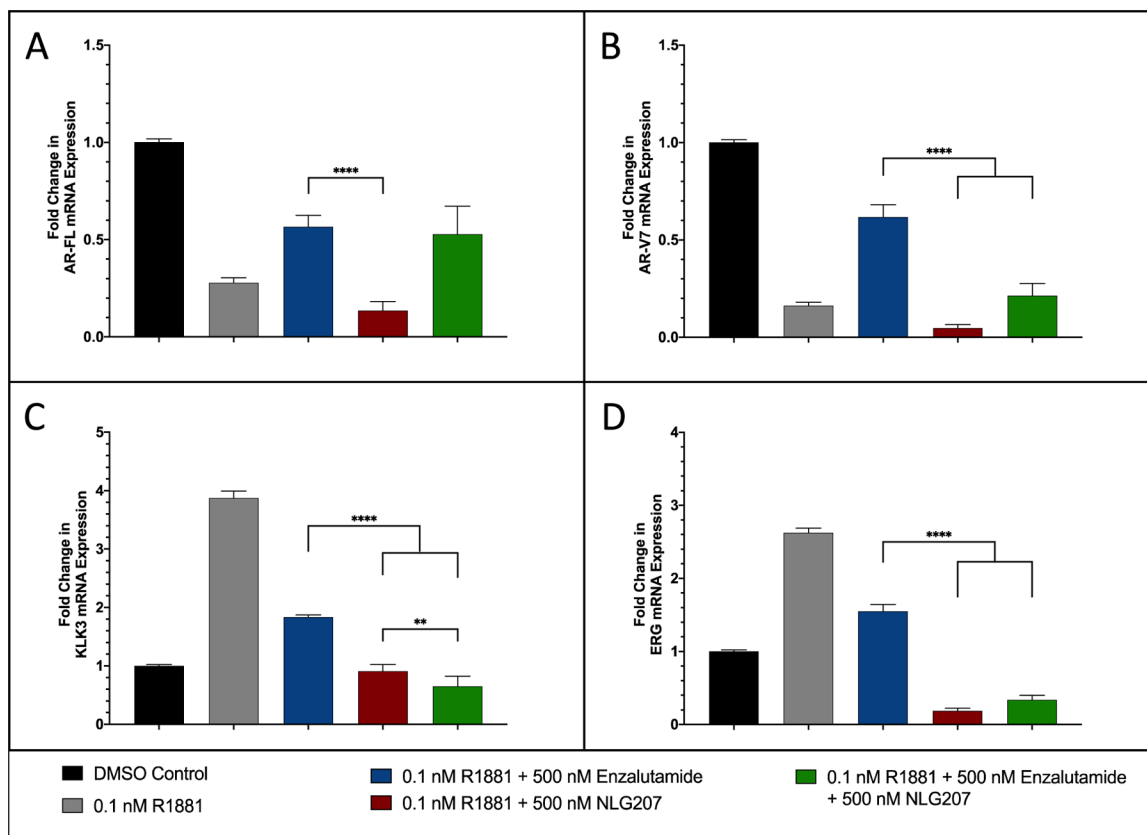 A
Fold Change in
AR-FL mRNA Expression
1.5
1.0
0.5
0.0
****
B
Fold Change in
AR-V7 mRNA Expression
1.5
1.0
0.5
0.0
****
C
Fold Change in
KLK3 mRNA Expression
5
4
3
2
1
0
****
**
D
Fold Change in
ERG mRNA Expression
4
3
2
1
0
****
DMSO Control
0.1 nM R1881
0.1 nM R1881 + 500 nM Enzalutamide
0.1 nM R1881 + 500 nM NLG207
0.1 nM R1881 + 500 nM Enzalutamide
+ 500 nM NLG207